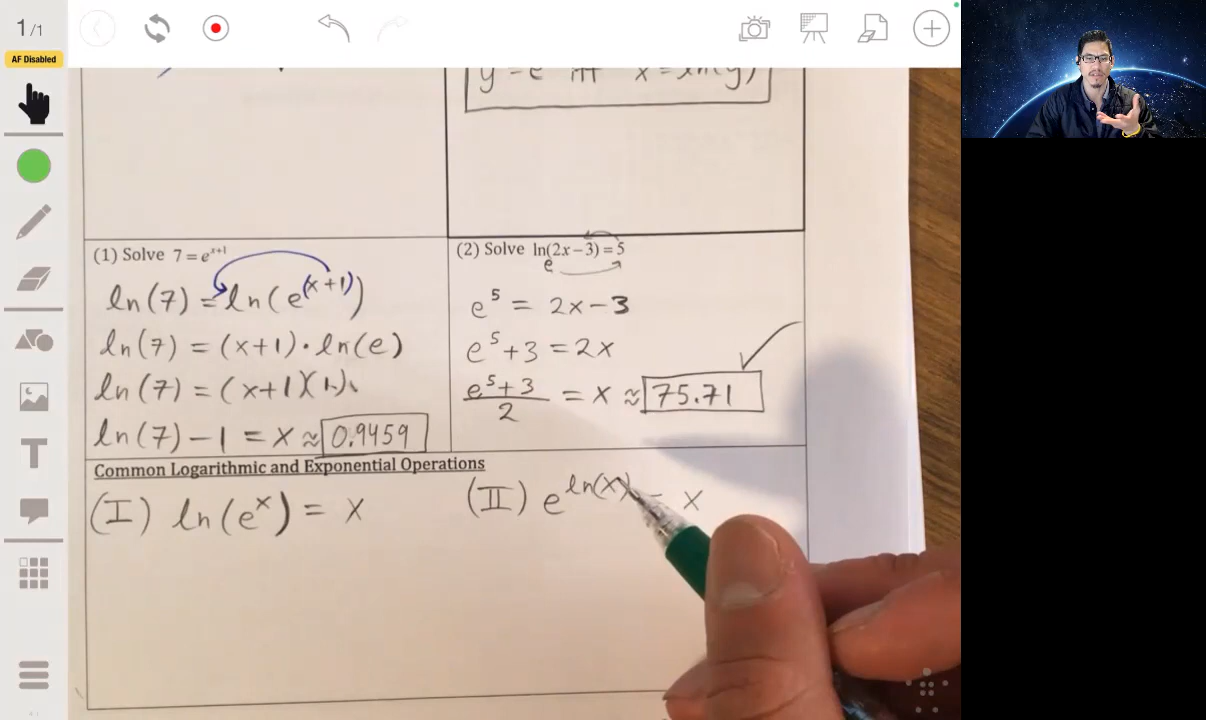 1/1
AF Disabled
y = e iff x = ln(y)
(1) Solve 7 = e^{x+1}
ln(7) = ln(e^{(x+1)})
ln(7) = (x+1)·ln(e)
ln(7) = (x+1)(1)
ln(7) - 1 = x ≈ 0.9459
(2) Solve ln(2x-3) = 5
e
e^5 = 2x-3
e^5+3 = 2x
\frac{e^5+3}{2} = x ≈ 75.71
Common Logarithmic and Exponential Operations
(I) ln(e^x) = x
(II) e^{ln(x)} = x
T